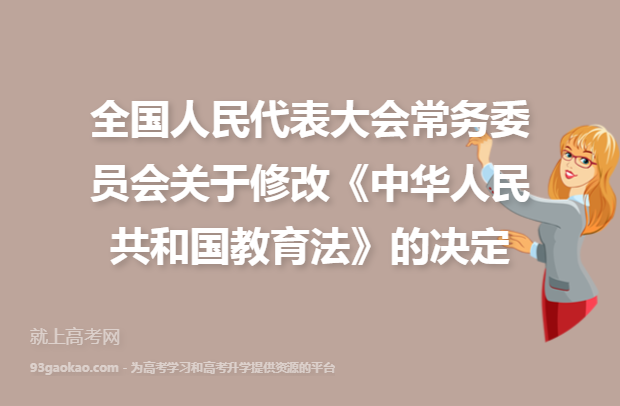 全国人民代表大会常务委
员会关于修改《中华人民
共和国教育法》的决定
就上高考网
93gaokao.com - 为高考学习和高考升学提供资源的平台